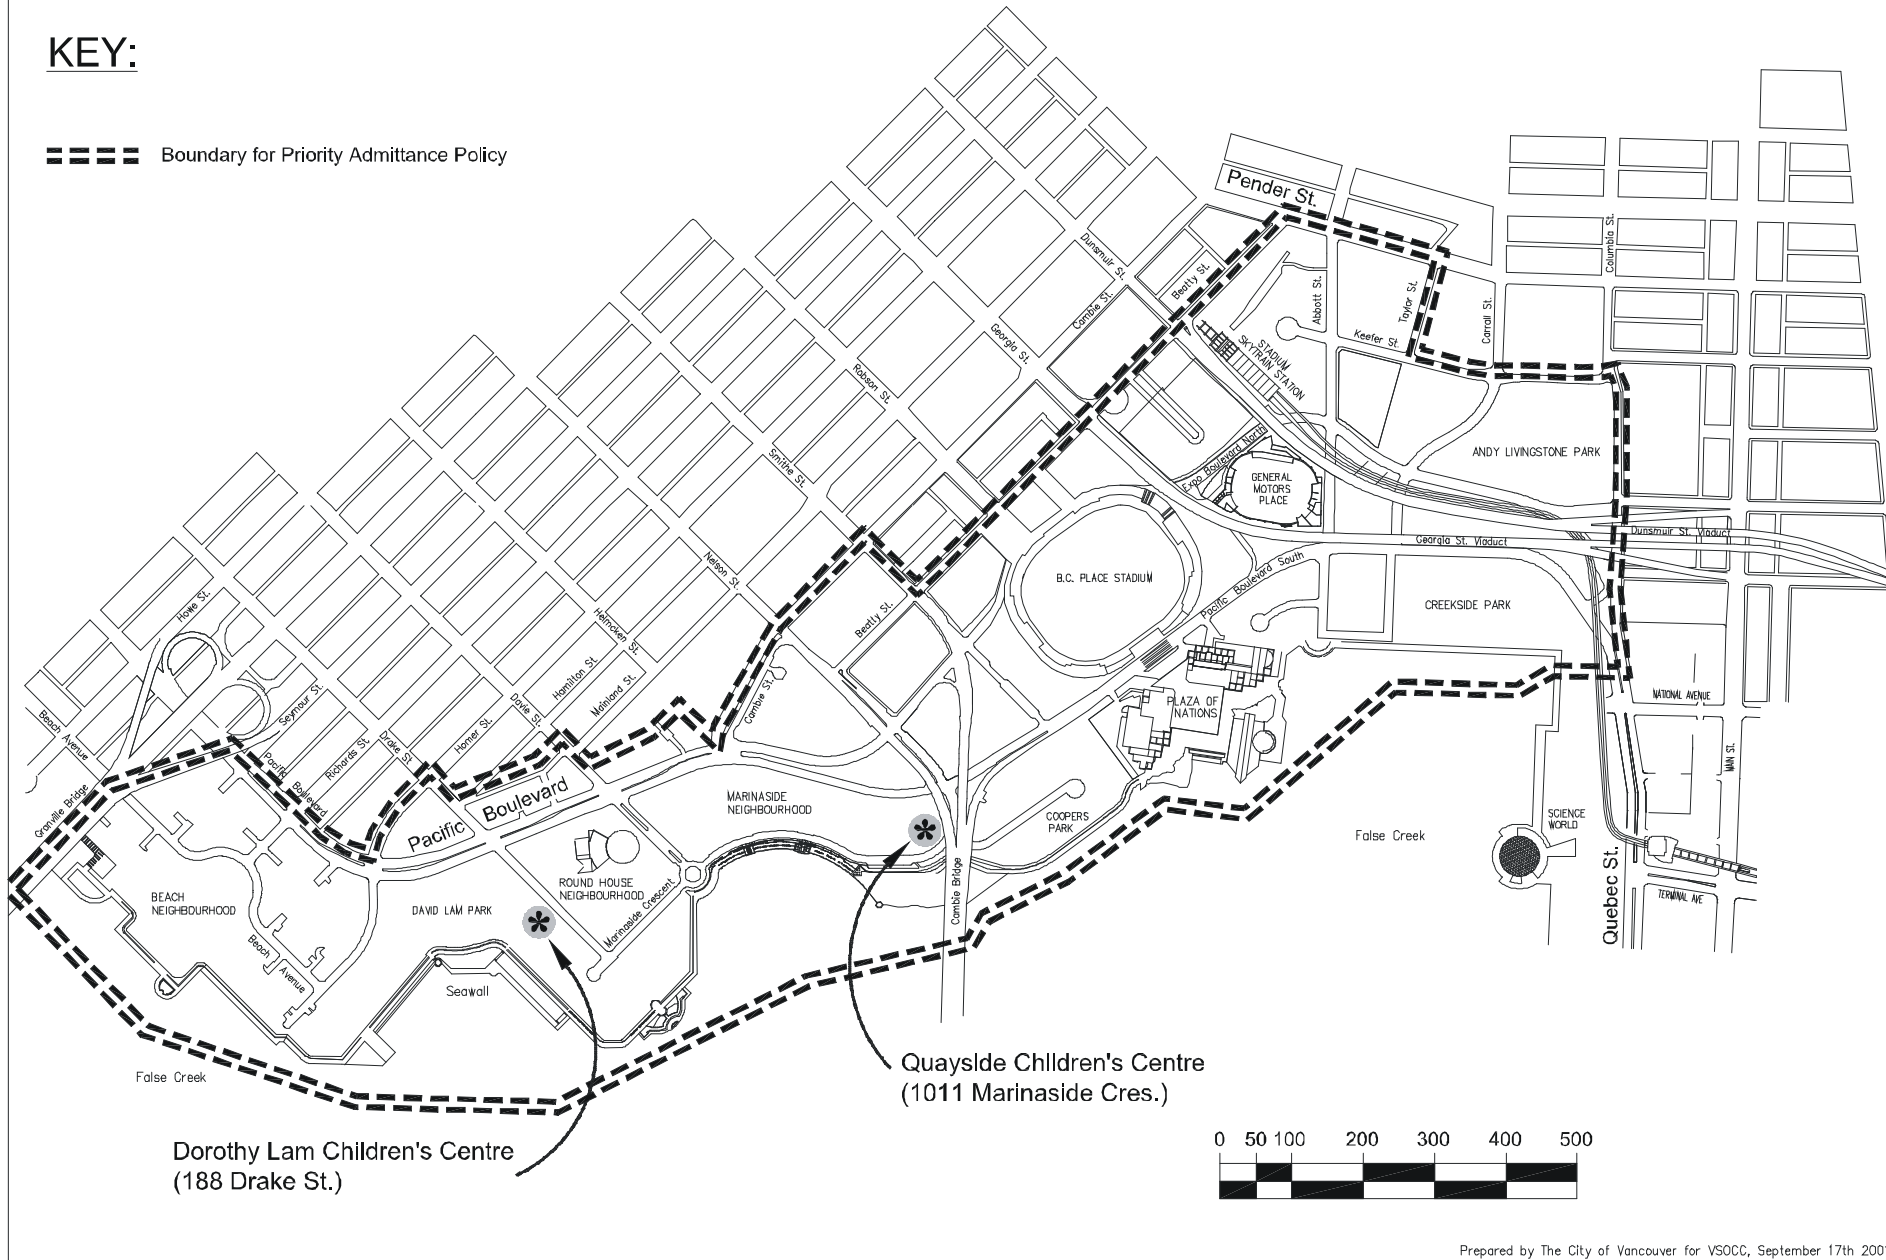 KEY:
Boundary for Priority Admittance Policy
Pender St.
Columbia St.
Dunsmuir St.
Beatty St.
Abbott St.
Taylor St.
Carrall St.
Cambie St.
Georgia St.
Keefer St.
STADIUM
SKYTRAIN STATION
Robson St.
Expo Boulevard North
ANDY LIVINGSTONE PARK
Smithe St.
GENERAL
MOTORS
PLACE
Dunsmuir St. Viaduct
Georgia St. Viaduct
Nelson St.
B.C. PLACE STADIUM
Pacific Boulevard South
CREEKSIDE PARK
Howe St.
Helmcken St.
Beatty St.
Hamilton St.
Mainland St.
Cambie St.
PLAZA OF
NATIONS
NATIONAL AVENUE
Beach Avenue
Seymour St.
Davie St.
Homer St.
Drake St.
Richards St
Pacific Boulevard
MAIN ST.
Granville Bridge
Pacific Boulevard
MARINASIDE
NEIGHBOURHOOD
COOPERS
PARK
False Creek
SCIENCE
WORLD
ROUND HOUSE
NEIGHBOURHOOD
Marinaside Crescent
Cambie Bridge
Quebec St.
TERMINAL AVE
BEACH
NEIGHBOURHOOD
DAVID LAM PARK
Beach Avenue
Seawall
False Creek
Quayside Children's Centre
(1011 Marinaside Cres.)
Dorothy Lam Children's Centre
(188 Drake St.)
0 50 100 200 300 400 500
Prepared by The City of Vancouver for VSOCC, September 17th